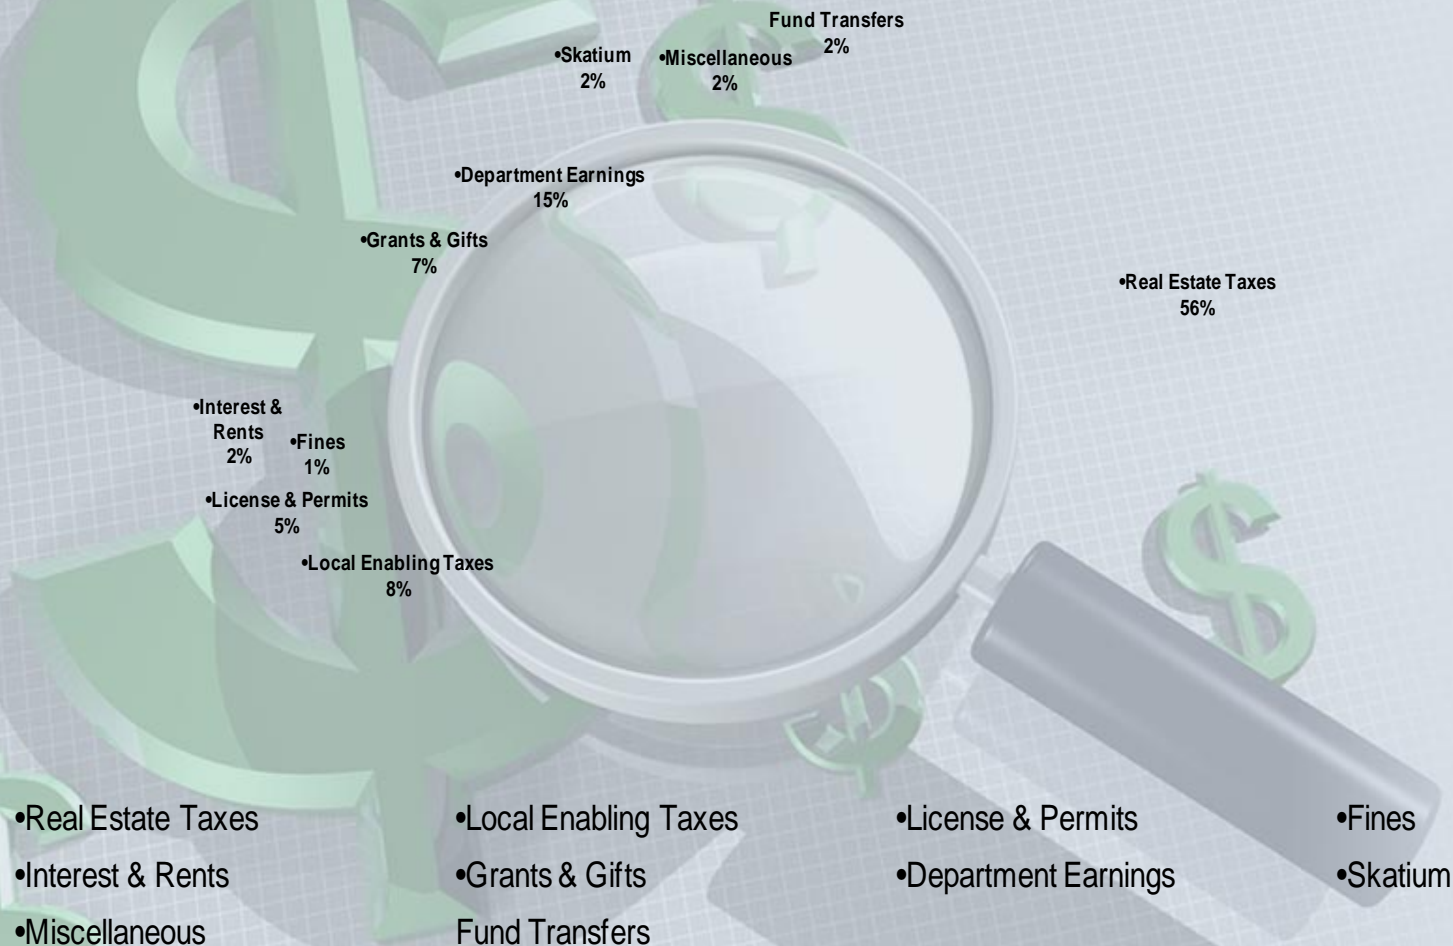 Fund Transfers
2%
•Skatium
2%
•Miscellaneous
2%
•Department Earnings
15%
•Grants & Gifts
7%
•Real Estate Taxes
56%
•Interest &
Rents
2%
•Fines
1%
•License & Permits
5%
•Local Enabling Taxes
8%
•Real Estate Taxes
•Local Enabling Taxes
•License & Permits
•Fines
•Interest & Rents
•Grants & Gifts
•Department Earnings
•Skatium
•Miscellaneous
Fund Transfers